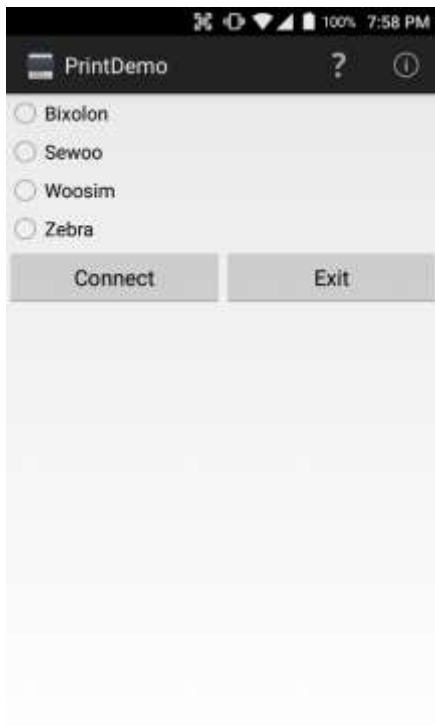 100% 7:58 PM
PrintDemo ?
Bixolon
Sewoo
Woosim
Zebra
Connect Exit